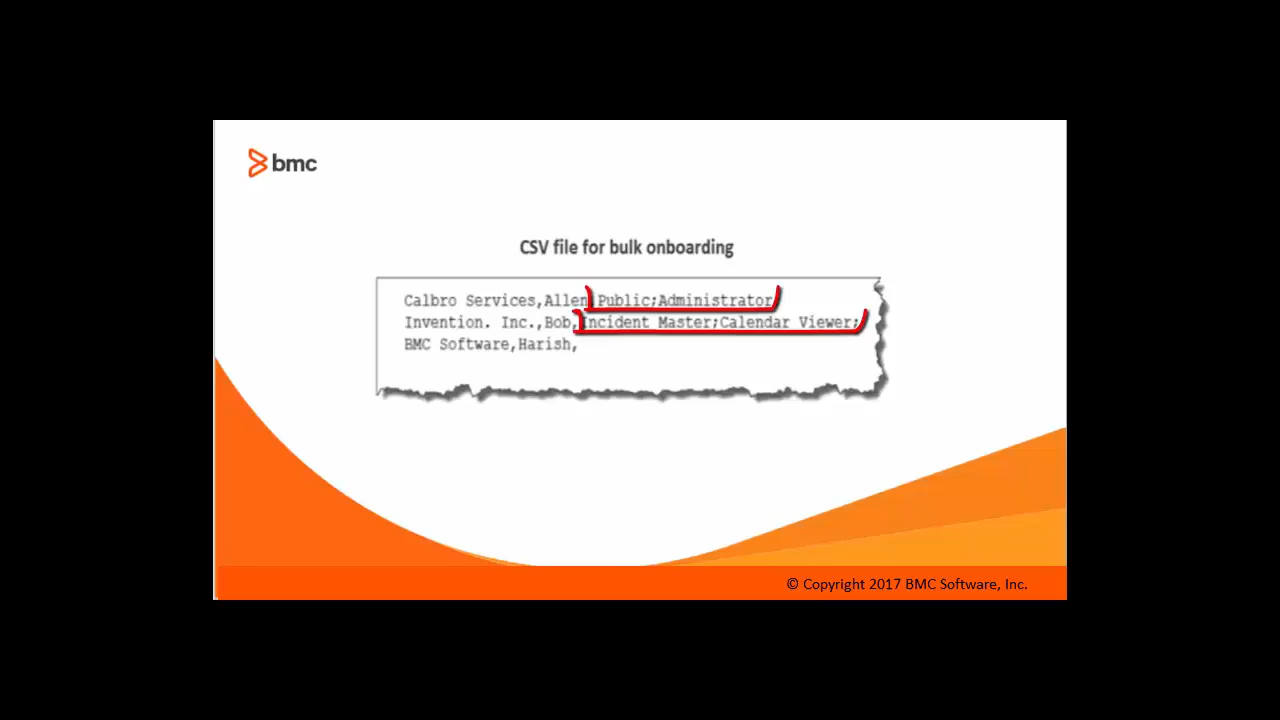 bmc
CSV file for bulk onboarding
Calbro Services,Allen,Public;Administrator
Invention. Inc.,Bob,Incident Master;Calendar Viewer;
BMC Software,Harish,
© Copyright 2017 BMC Software, Inc.